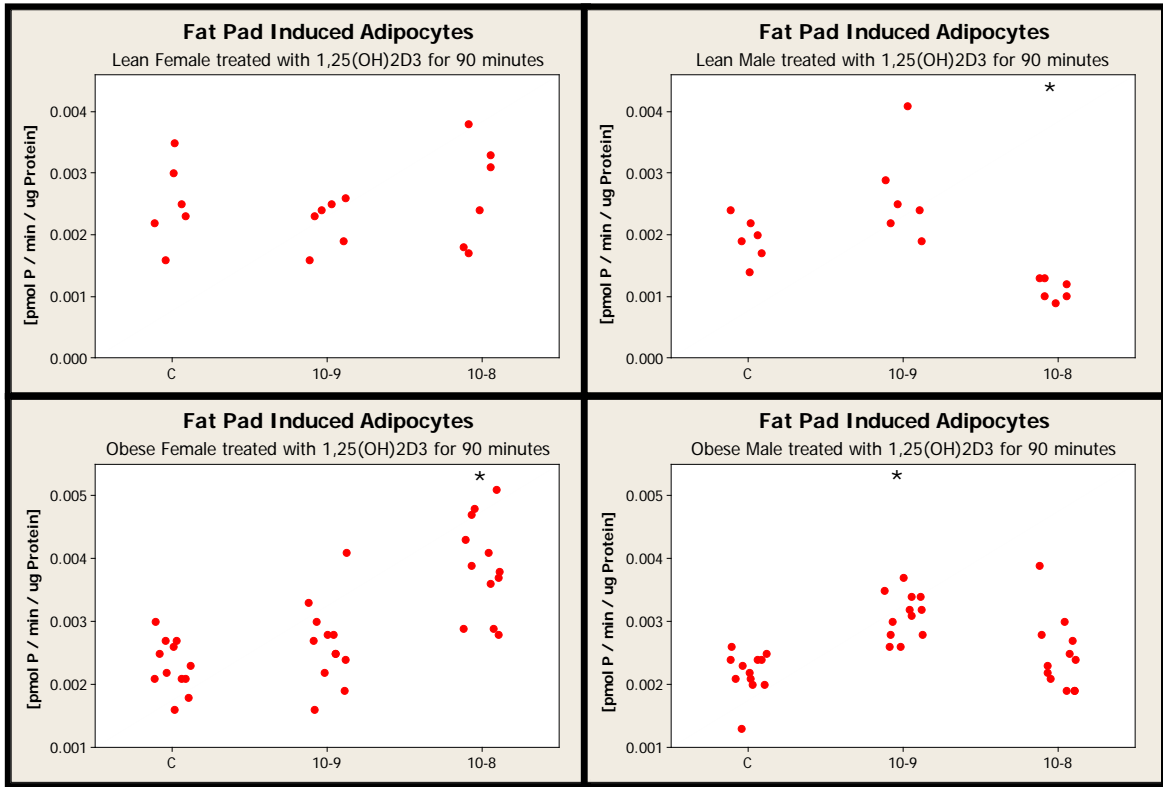 Fat Pad Induced Adipocytes
Lean Female treated with 1,25(OH)2D3 for 90 minutes
[pmol P / min / ug Protein]
0.004
0.003
0.002
0.001
0.000
C 10-9 10-8
Fat Pad Induced Adipocytes
Lean Male treated with 1,25(OH)2D3 for 90 minutes
*
[pmol P / min / ug Protein]
0.004
0.003
0.002
0.001
0.000
C 10-9 10-8
Fat Pad Induced Adipocytes
Obese Female treated with 1,25(OH)2D3 for 90 minutes
*
[pmol P / min / ug Protein]
0.005
0.004
0.003
0.002
0.001
C 10-9 10-8
Fat Pad Induced Adipocytes
Obese Male treated with 1,25(OH)2D3 for 90 minutes
*
[pmol P / min / ug Protein]
0.005
0.004
0.003
0.002
0.001
C 10-9 10-8